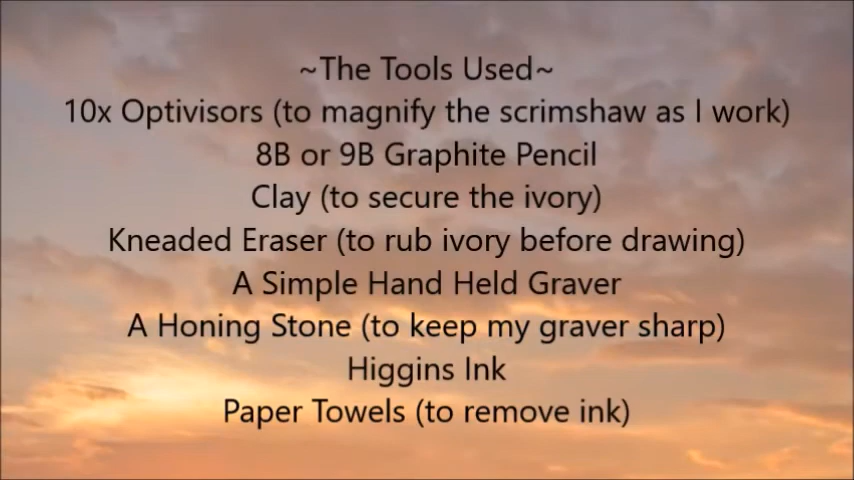 ~The Tools Used~
10x Optivisors (to magnify the scrimshaw as I work)
8B or 9B Graphite Pencil
Clay (to secure the ivory)
Kneaded Eraser (to rub ivory before drawing)
A Simple Hand Held Graver
A Honing Stone (to keep my graver sharp)
Higgins Ink
Paper Towels (to remove ink)